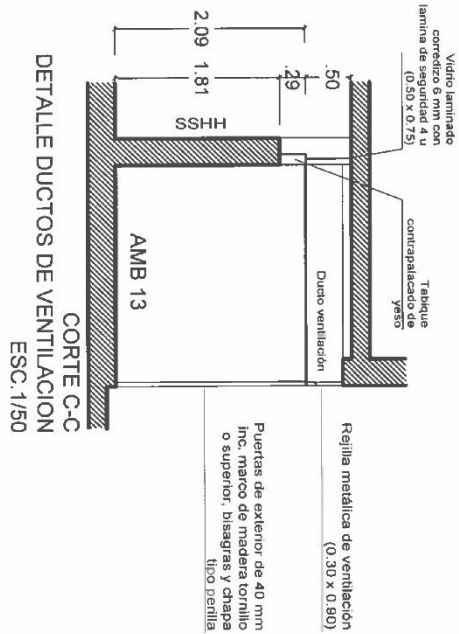 Vidrio laminado
corredizo 6 mm con
lamina de seguridad 4 u
(0.50 x 0.75)
Tabique
contrapalacado de
yeso
Rejilla metálica de ventilación
(0.30 x 0.80)
.50
.29
Ducto ventilación
2.09
1.81
SSHH
AMB 13
Puertas de exterior de 40 mm
inc. marco de madera tornillo
o superior, bisagras y chapa
tipo perilla
CORTE C-C
DETALLE DUCTOS DE VENTILACION
ESC.1/50